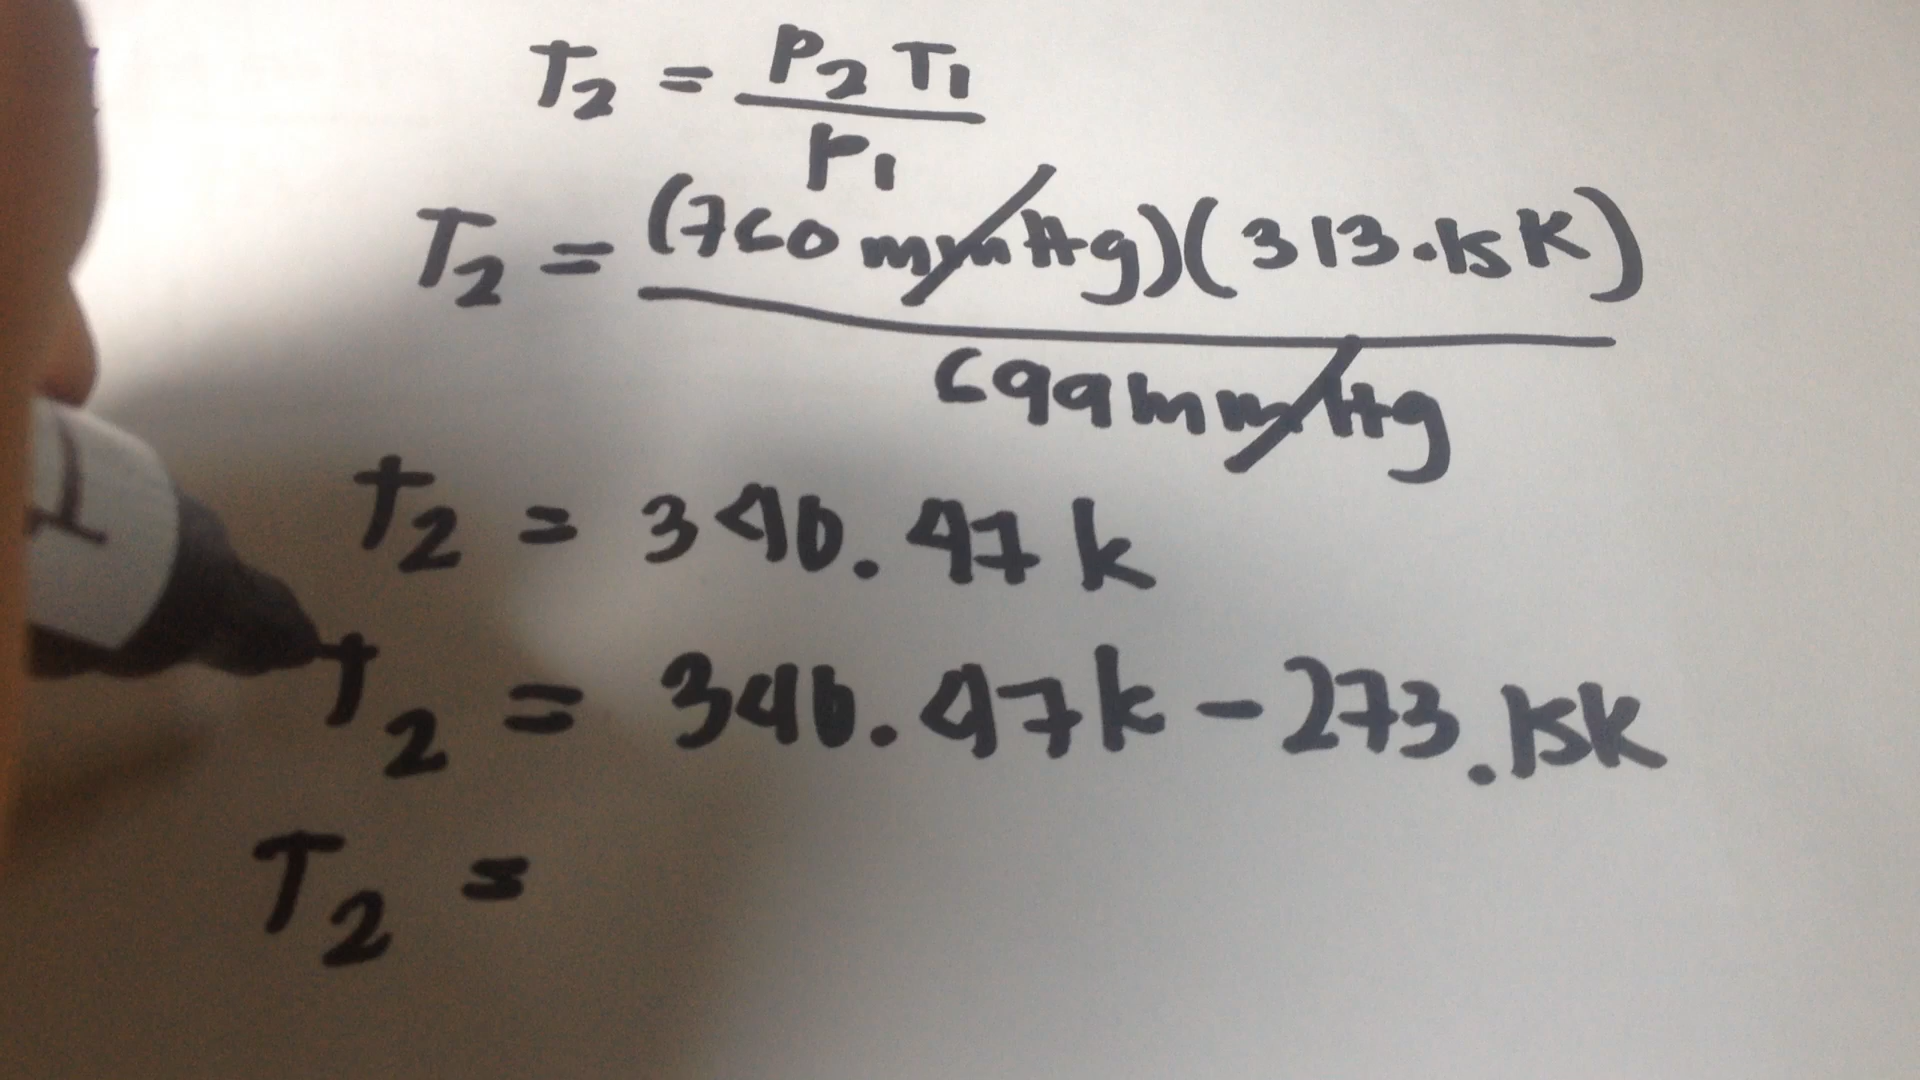 T2 = P2 T1
P1
T2 = (760 mmHg)(313.15K)
699mmHg
T2 = 340.47 k
T2 = 340.47k - 273.15K
T2 =